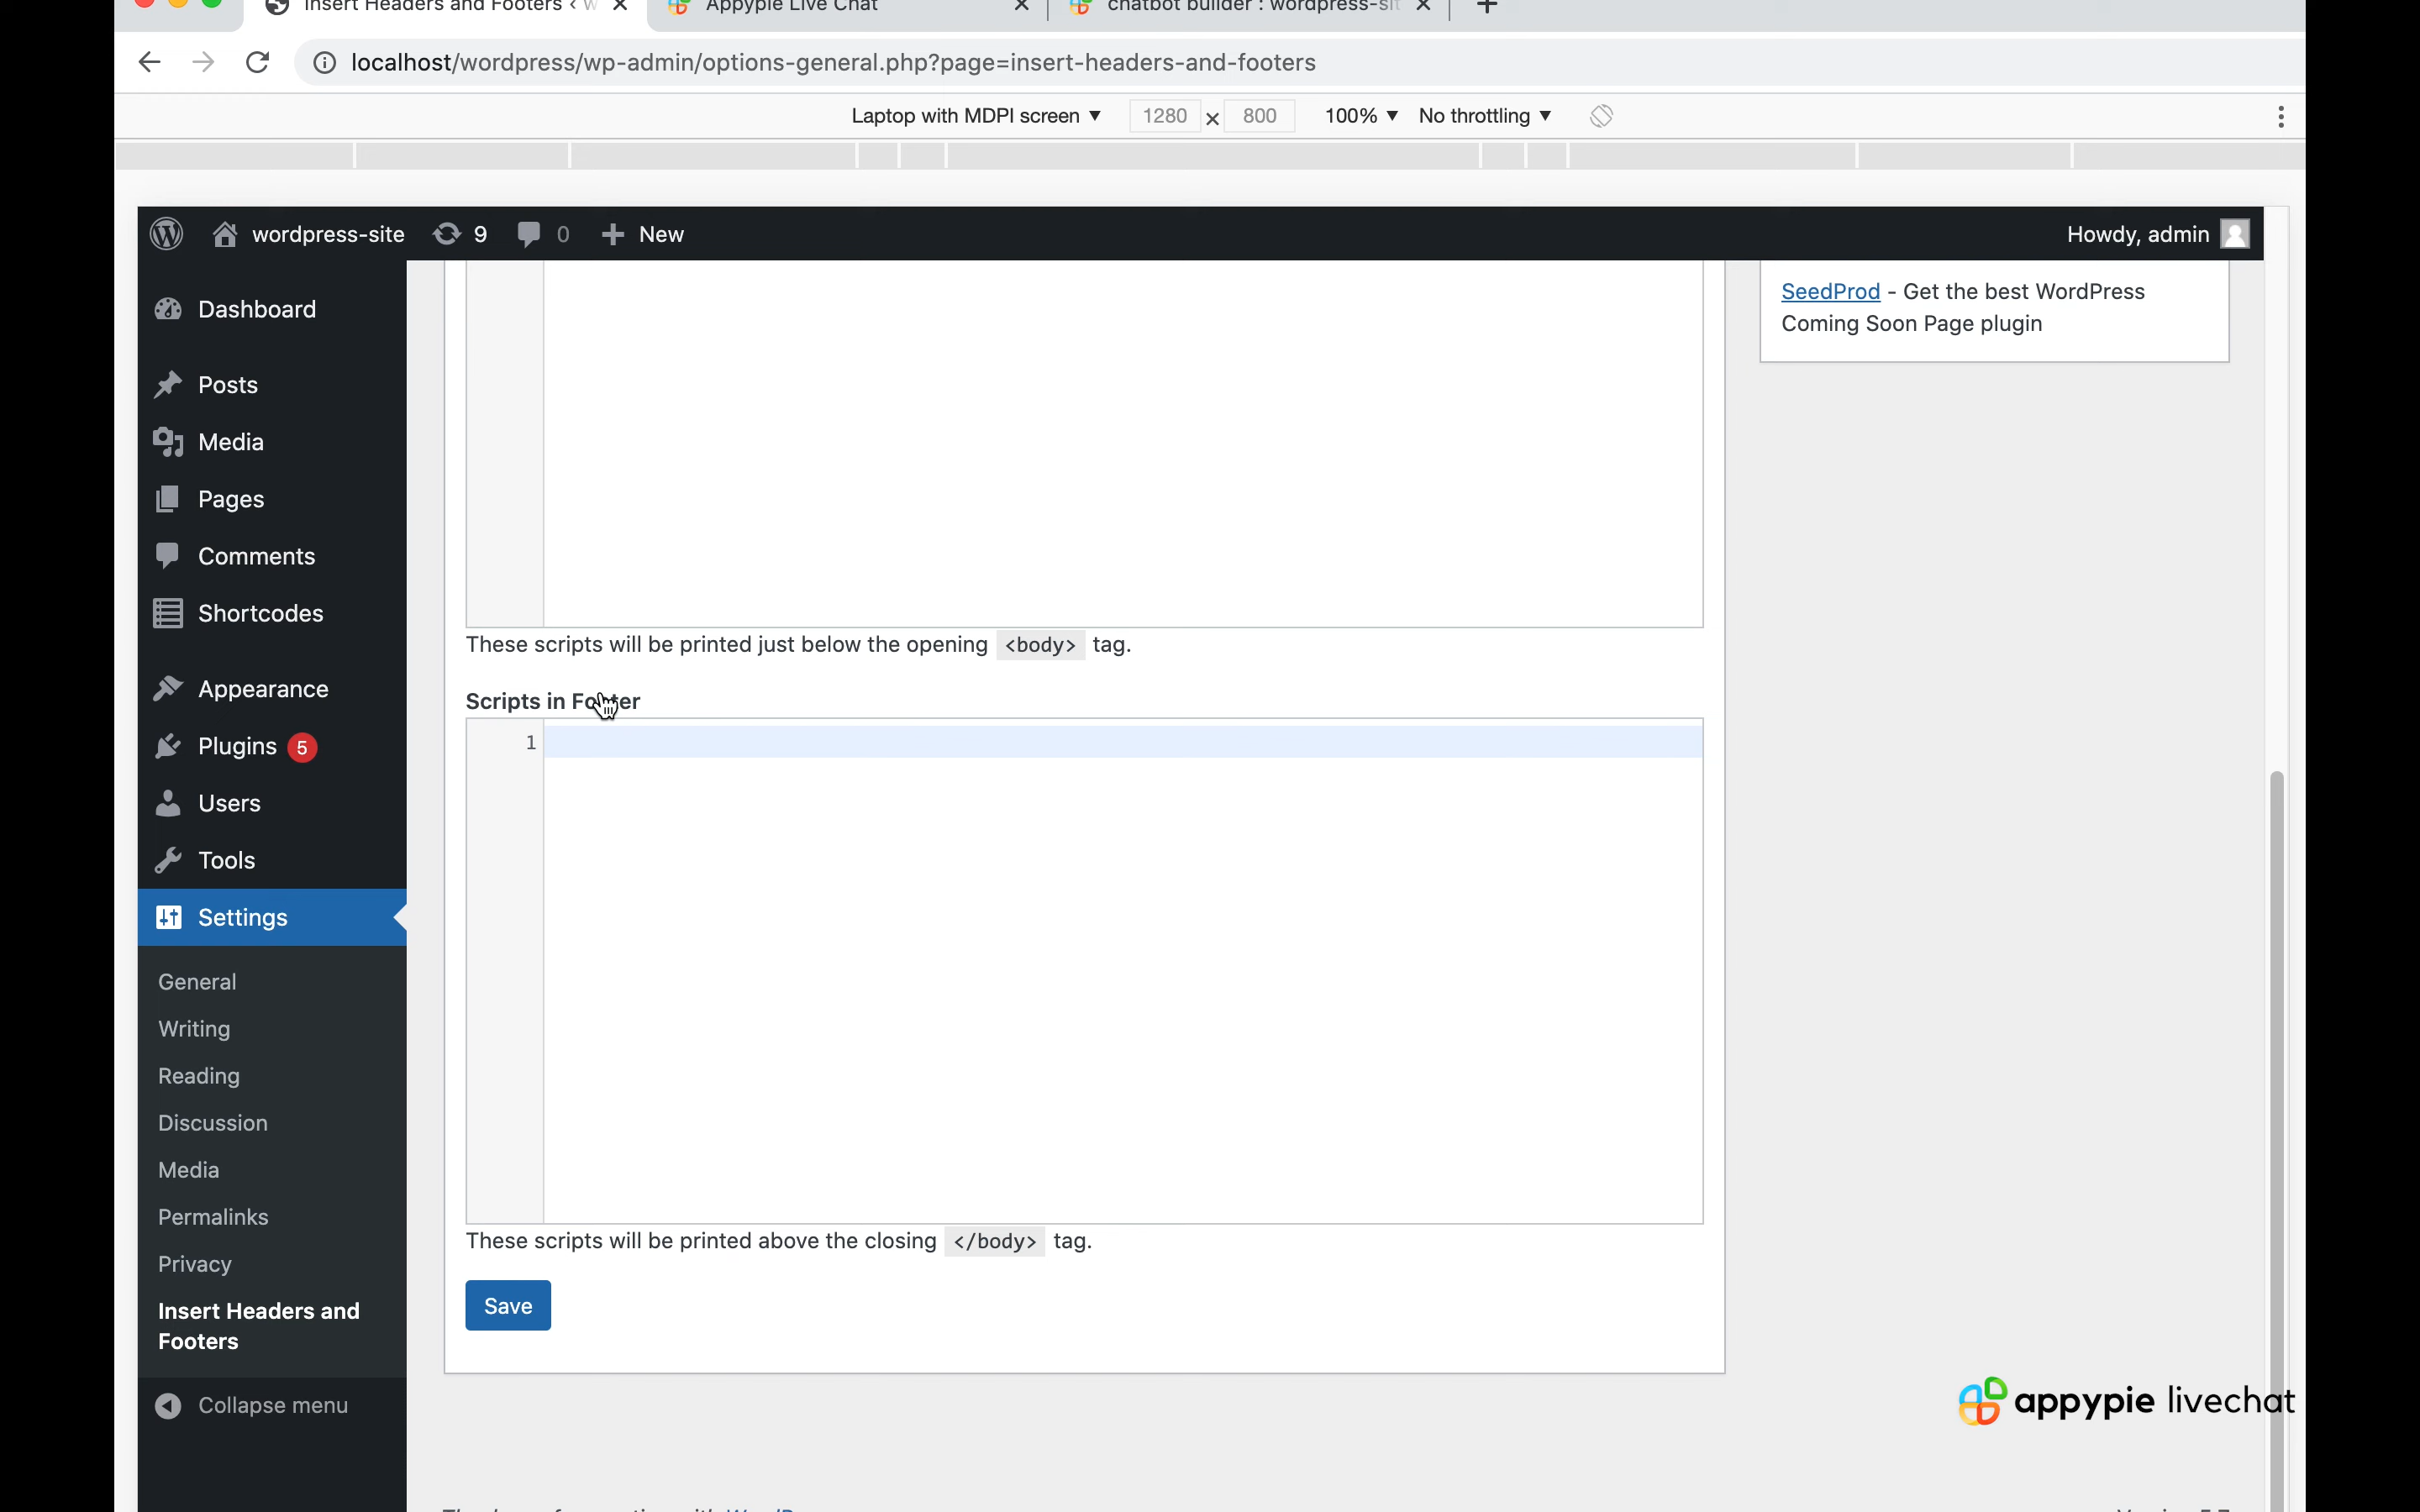 Insert Headers and Footers ‹ W
Appypie Live Chat
chatbot builder : wordpress-sit
localhost/wordpress/wp-admin/options-general.php?page=insert-headers-and-footers
Laptop with MDPI screen ▼ 1280 × 800 100% ▼ No throttling ▼
wordpress-site 9 0 + New Howdy, admin
Dashboard
Posts
Media
Pages
Comments
Shortcodes
Appearance
Plugins 5
Users
Tools
Settings
General
Writing
Reading
Discussion
Media
Permalinks
Privacy
Insert Headers and
Footers
Collapse menu
SeedProd - Get the best WordPress
Coming Soon Page plugin
These scripts will be printed just below the opening <body> tag.
Scripts in Footer
1
These scripts will be printed above the closing </body> tag.
Save
appypie livechat